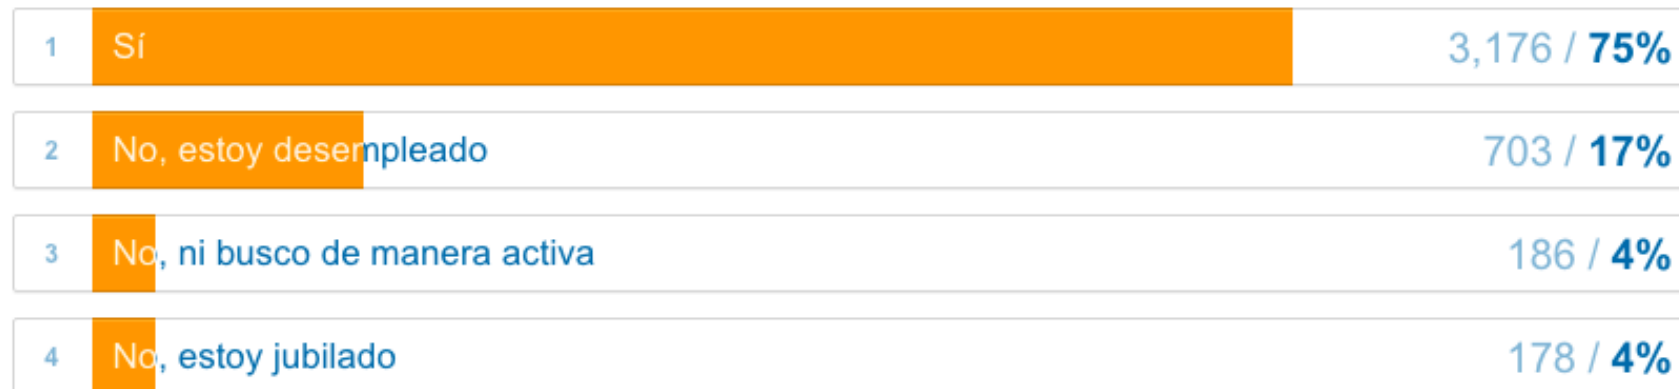 1 Sí 3,176 / 75%
2 No, estoy desempleado 703 / 17%
3 No, ni busco de manera activa 186 / 4%
4 No, estoy jubilado 178 / 4%